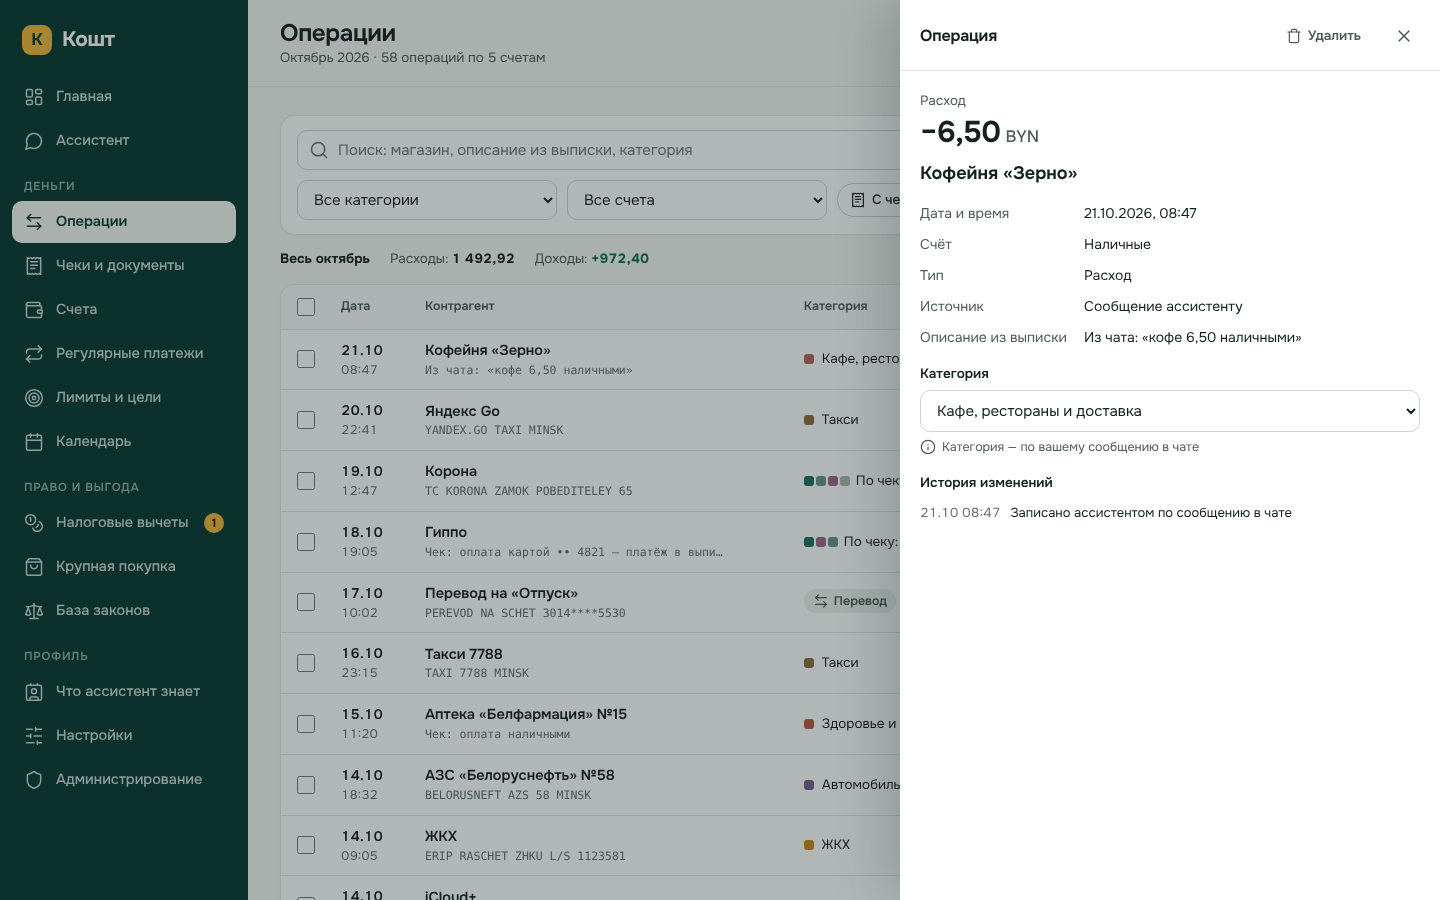 К Кошт
Главная
Ассистент
ДЕНЬГИ
Операции
Чеки и документы
Счета
Регулярные платежи
Лимиты и цели
Календарь
ПРАВО И ВЫГОДА
Налоговые вычеты 1
Крупная покупка
База законов
ПРОФИЛЬ
Что ассистент знает
Настройки
Администрирование
Операции
Октябрь 2026 · 58 операций по 5 счетам
Поиск: магазин, описание из выписки, категория
Все категории Все счета С че
Весь октябрь Расходы: 1 492,92 Доходы: +972,40
Дата Контрагент Категория
21.10 Кофейня «Зерно» Кафе, ресто
08:47 Из чата: «кофе 6,50 наличными»
20.10 Яндекс Go Такси
22:41 YANDEX.GO TAXI MINSK
19.10 Корона По чек
12:47 TC KORONA ZAMOK POBEDITELEY 65
18.10 Гиппо По чеку:
19:05 Чек: оплата картой •• 4821 — платёж в выпи…
17.10 Перевод на «Отпуск» Перевод
10:02 PEREVOD NA SCHET 3014****5530
16.10 Такси 7788 Такси
23:15 TAXI 7788 MINSK
15.10 Аптека «Белфармация» №15 Здоровье и
11:20 Чек: оплата наличными
14.10 АЗС «Белоруснефть» №58 Автомобиль
18:32 BELORUSNEFT AZS 58 MINSK
14.10 ЖКХ ЖКХ
09:05 ERIP RASCHET ZHKU L/S 1123581
14.10 iCloud+
Операция Удалить
Расход
−6,50 BYN
Кофейня «Зерно»
Дата и время 21.10.2026, 08:47
Счёт Наличные
Тип Расход
Источник Сообщение ассистенту
Описание из выписки Из чата: «кофе 6,50 наличными»
Категория
Кафе, рестораны и доставка
Категория — по вашему сообщению в чате
История изменений
21.10 08:47 Записано ассистентом по сообщению в чате